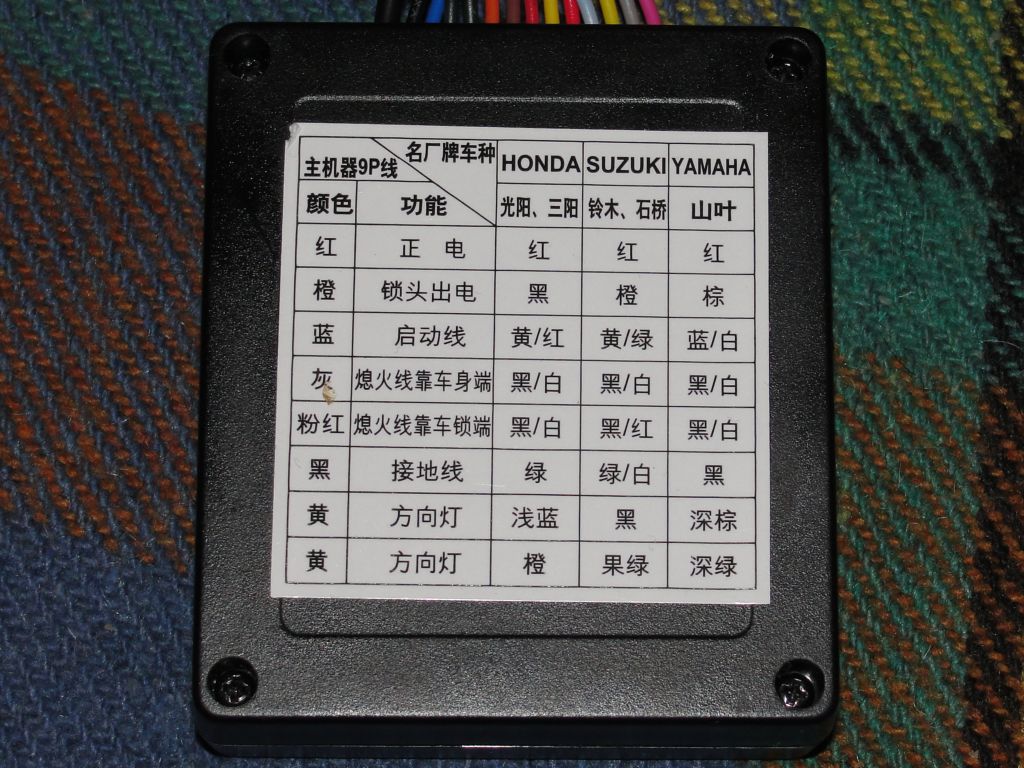 名厂牌车种 HONDA SUZUKI YAMAHA
主机器9P线
颜色 功能 光阳、三阳 铃木、石桥 山叶
红 正 电 红 红 红
橙 锁头出电 黑 橙 棕
蓝 启动线 黄/红 黄/绿 蓝/白
灰 熄火线靠车身端 黑/白 黑/白 黑/白
粉红 熄火线靠车锁端 黑/白 黑/红 黑/白
黑 接地线 绿 绿/白 黑
黄 方向灯 浅蓝 黑 深棕
黄 方向灯 橙 果绿 深绿